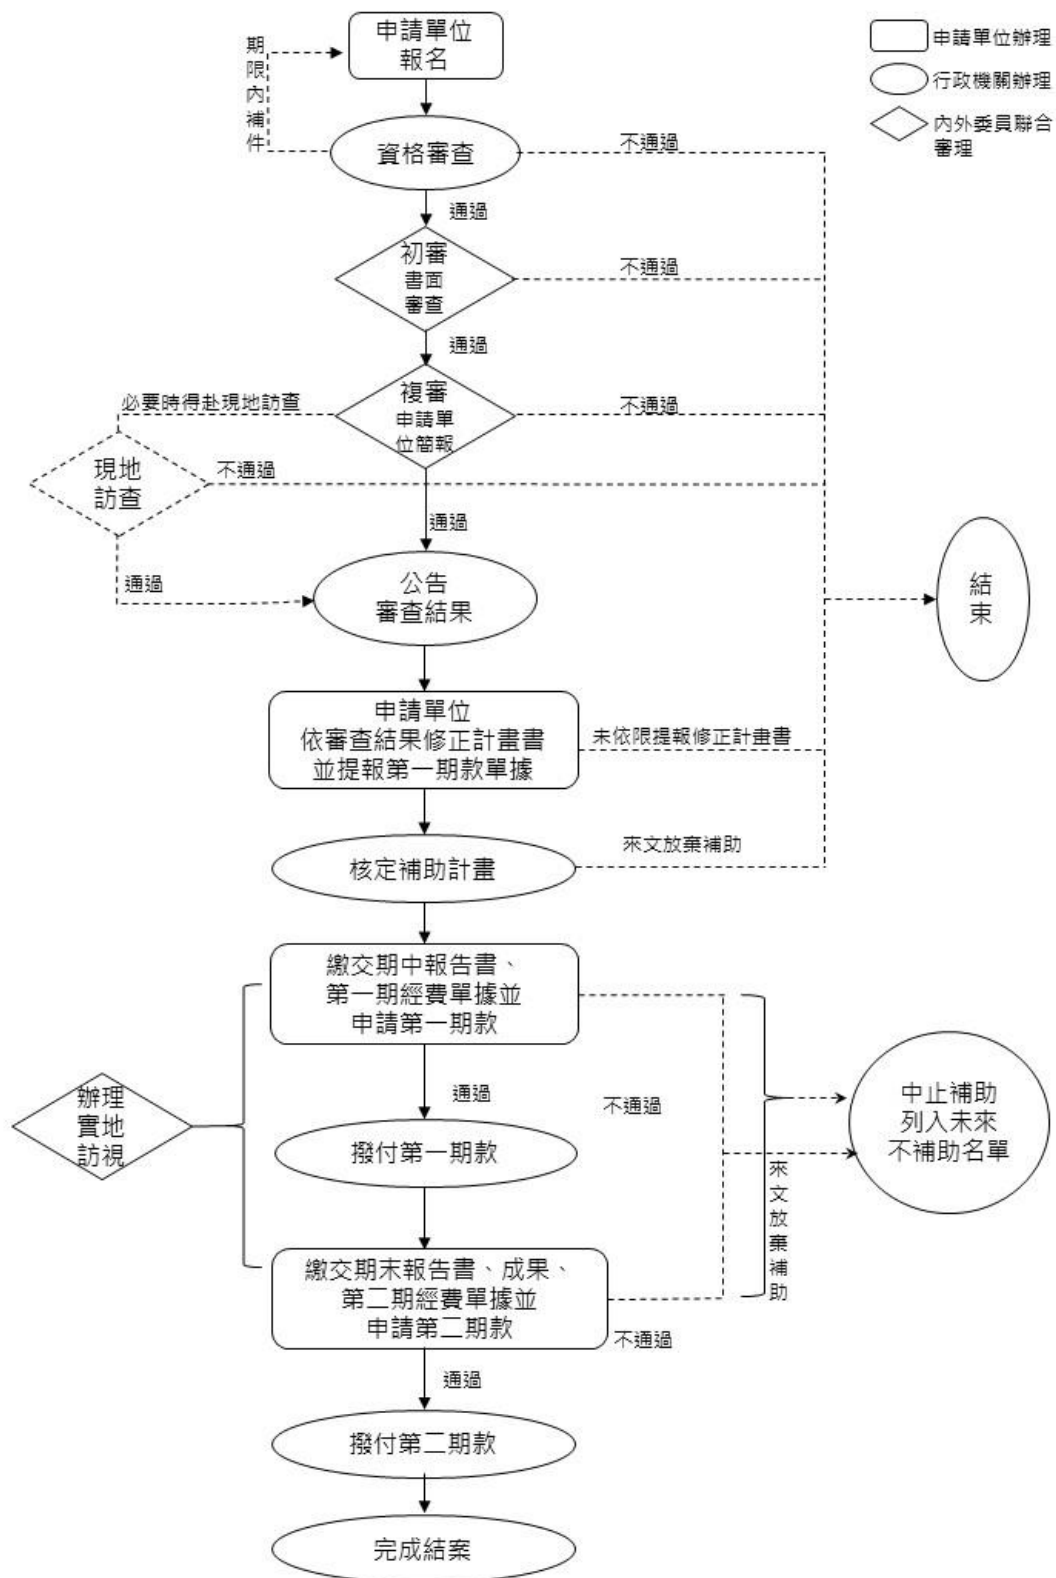 申請單位
報名
期
限
內
補
件
申請單位辦理
行政機關辦理
內外委員聯合
審理
資格審查
不通過
通過
初審
書面
審查
不通過
通過
複審
申請單
位簡報
必要時得赴現地訪查
不通過
現地
訪查
不通過
通過
通過
公告
審查結果
結
束
申請單位
依審查結果修正計畫書
並提報第一期款單據
未依限提報修正計畫書
核定補助計畫
來文放棄補助
繳交期中報告書、
第一期經費單據並
申請第一期款
通過
不通過
辦理
實地
訪視
撥付第一期款
中止補助
列入未來
不補助名單
來
文
放
棄
補
助
繳交期末報告書、成果、
第二期經費單據並
申請第二期款
不通過
通過
撥付第二期款
完成結案